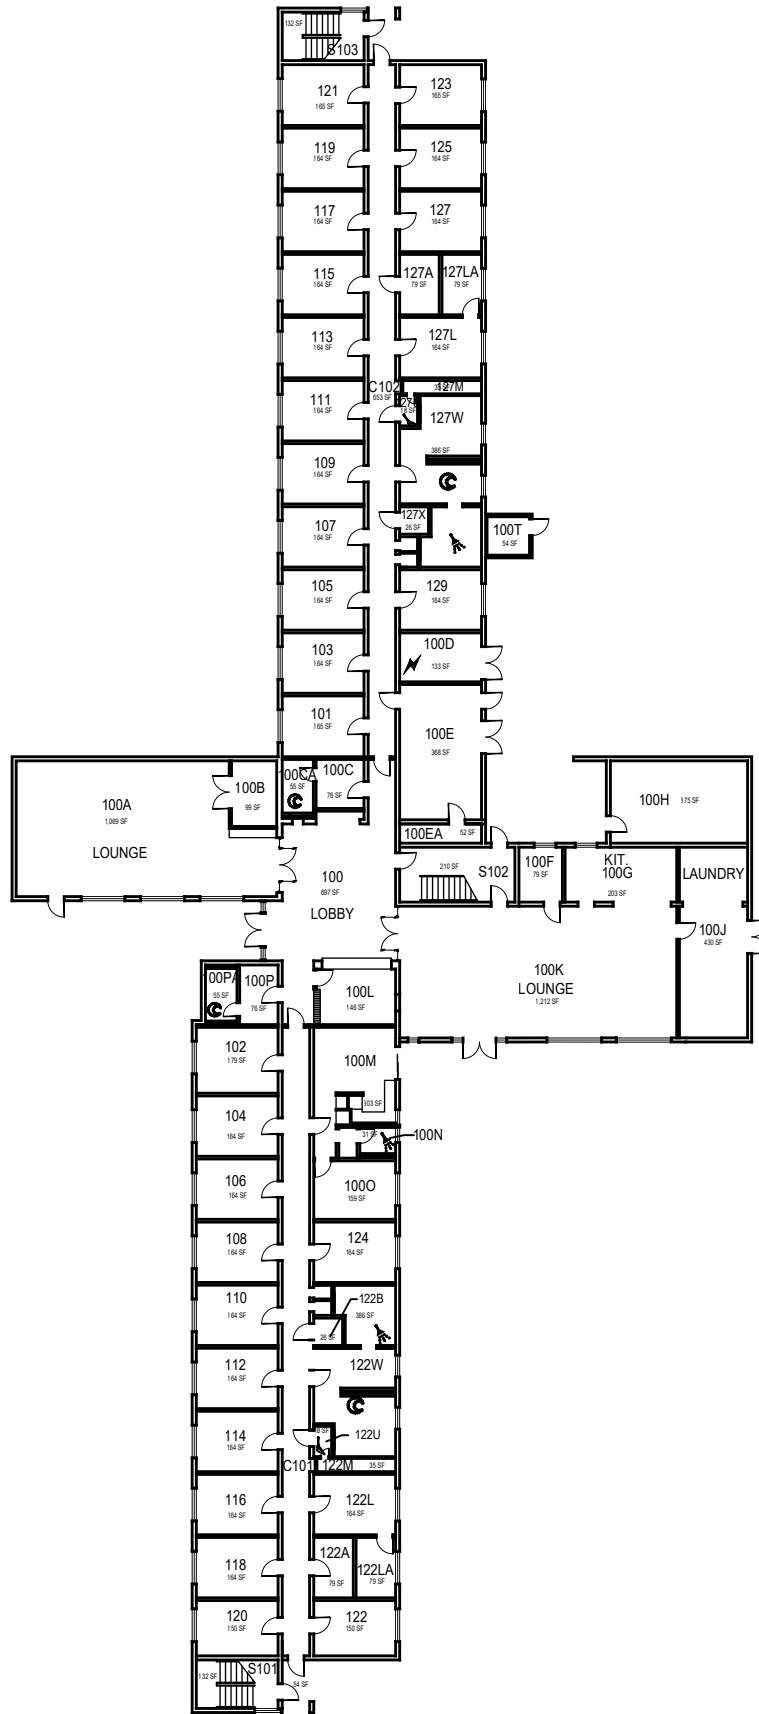 132 SF
S103
121
165 SF
123
165 SF
119
164 SF
125
164 SF
117
164 SF
127
164 SF
115
164 SF
127A
79 SF
127LA
79 SF
113
164 SF
127L
164 SF
C102
653 SF
127M
111
164 SF
18 SF
127W
386 SF
109
164 SF
107
164 SF
127X
26 SF
100T
54 SF
105
164 SF
129
164 SF
103
164 SF
100D
133 SF
101
165 SF
100E
368 SF
100A
1,069 SF
LOUNGE
100B
99 SF
100CA
55 SF
100C
78 SF
100H
375 SF
100EA
52 SF
100
697 SF
LOBBY
210 SF
S102
100F
79 SF
KIT.
100G
203 SF
LAUNDRY
100J
430 SF
100K
LOUNGE
1,212 SF
00PA
55 SF
100P
76 SF
100L
146 SF
102
179 SF
100M
303 SF
104
164 SF
31 SF
100N
106
164 SF
100O
159 SF
108
164 SF
124
164 SF
110
164 SF
122B
386 SF
26 SF
112
164 SF
122W
114
164 SF
122U
C101
122M
35 SF
116
164 SF
122L
164 SF
118
164 SF
122A
79 SF
122LA
79 SF
120
150 SF
122
150 SF
132 SF
S101
54 SF